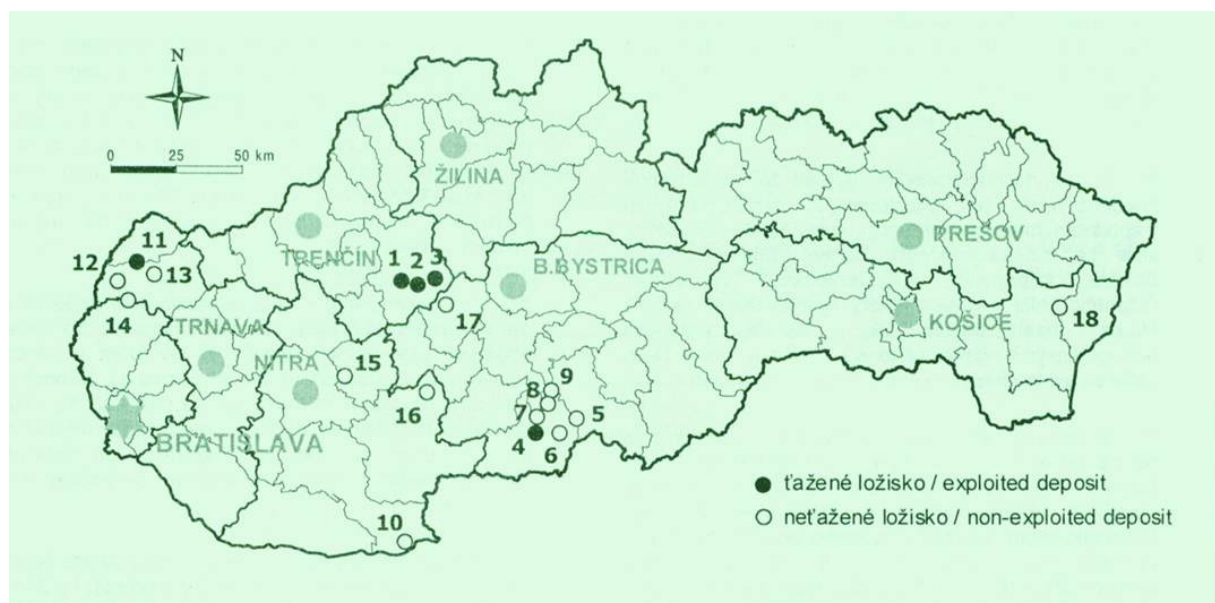 N
0 25 50 km
ŽILINA
TRENČÍN
1 2 3
B.BYSTRICA
PREŠOV
11
12
13
14
17
18
KOŠICE
TRNAVA
NITRA
15
16
8 9
7 5
4 6
BRATISLAVA
10
ťažené ložisko / exploited deposit
neťažené ložisko / non-exploited deposit